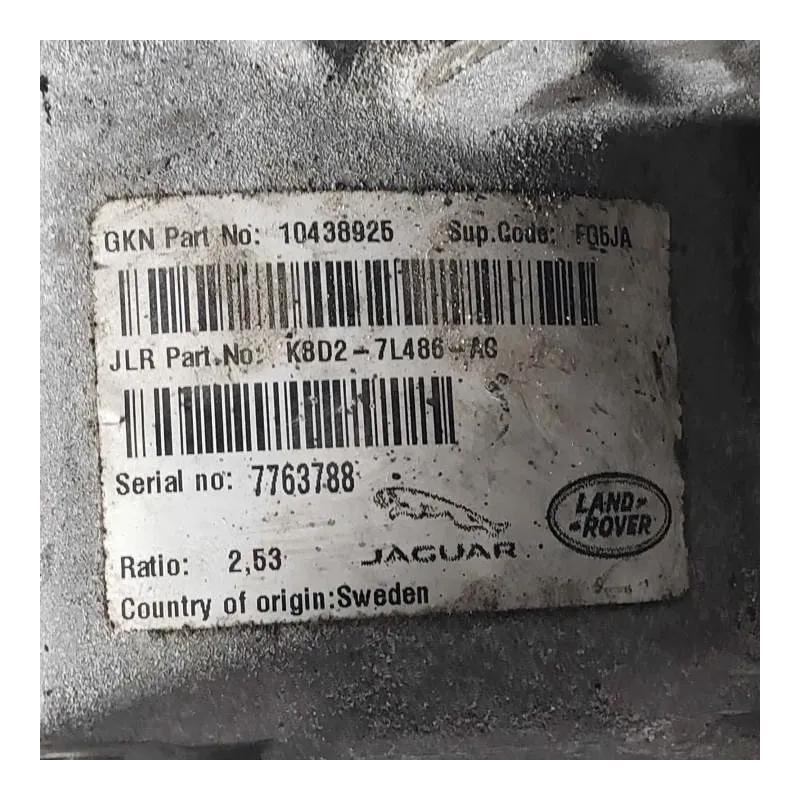 GKN Part No: 10438925 Sup.Code: FG5JA
JLR Part.No: K8D2-7L486-AG
Serial no: 7763788
LAND ROVER
JAGUAR
Ratio: 2,53
Country of origin:Sweden